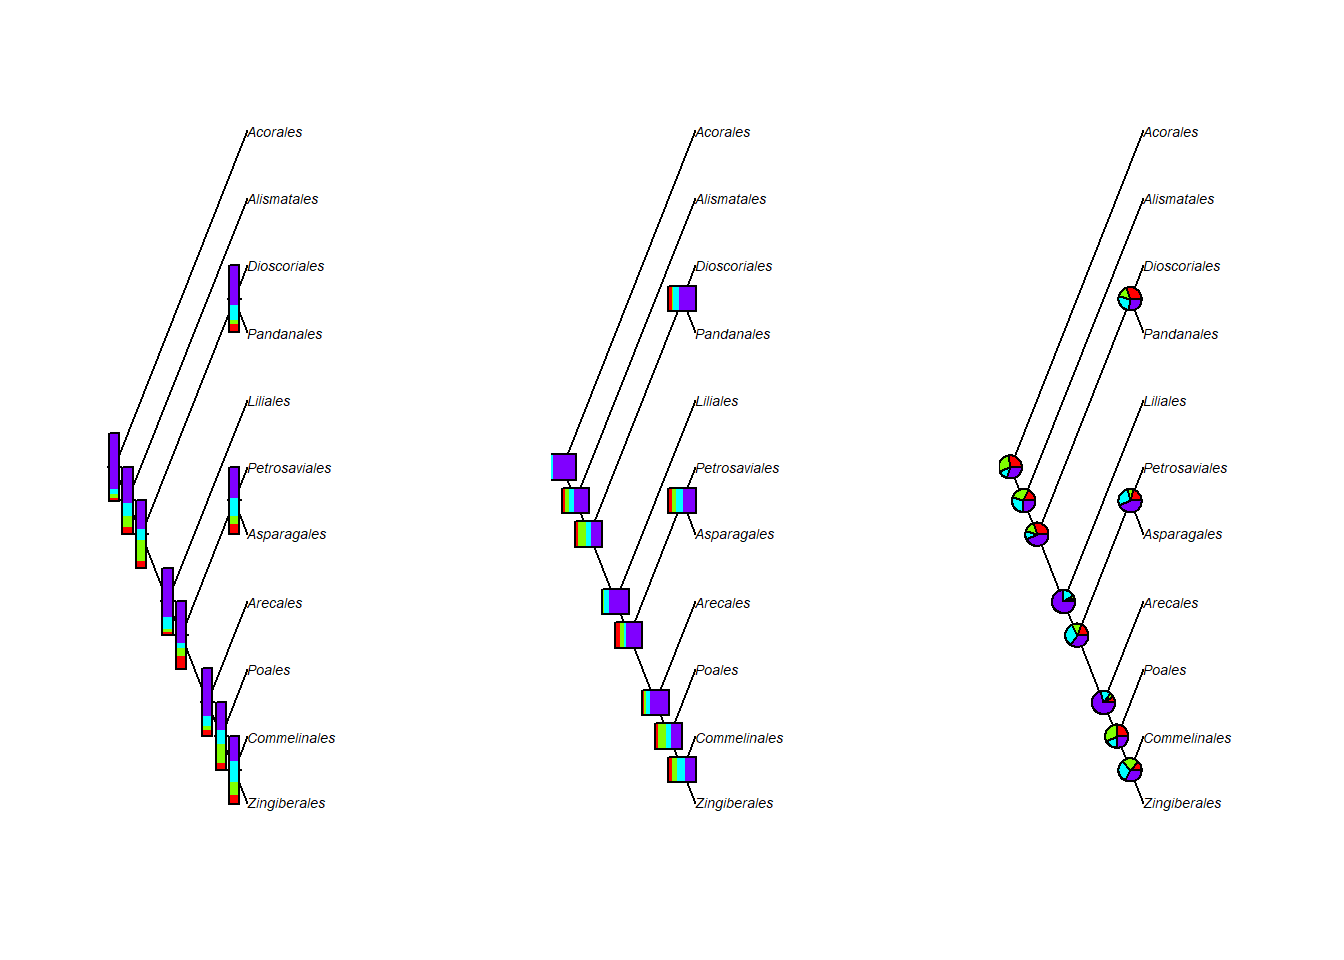 Acorales
Alismatales
Dioscoriales
Pandanales
Liliales
Petrosaviales
Asparagales
Arecales
Poales
Commelinales
Zingiberales
Acorales
Alismatales
Dioscoriales
Pandanales
Liliales
Petrosaviales
Asparagales
Arecales
Poales
Commelinales
Zingiberales
Acorales
Alismatales
Dioscoriales
Pandanales
Liliales
Petrosaviales
Asparagales
Arecales
Poales
Commelinales
Zingiberales